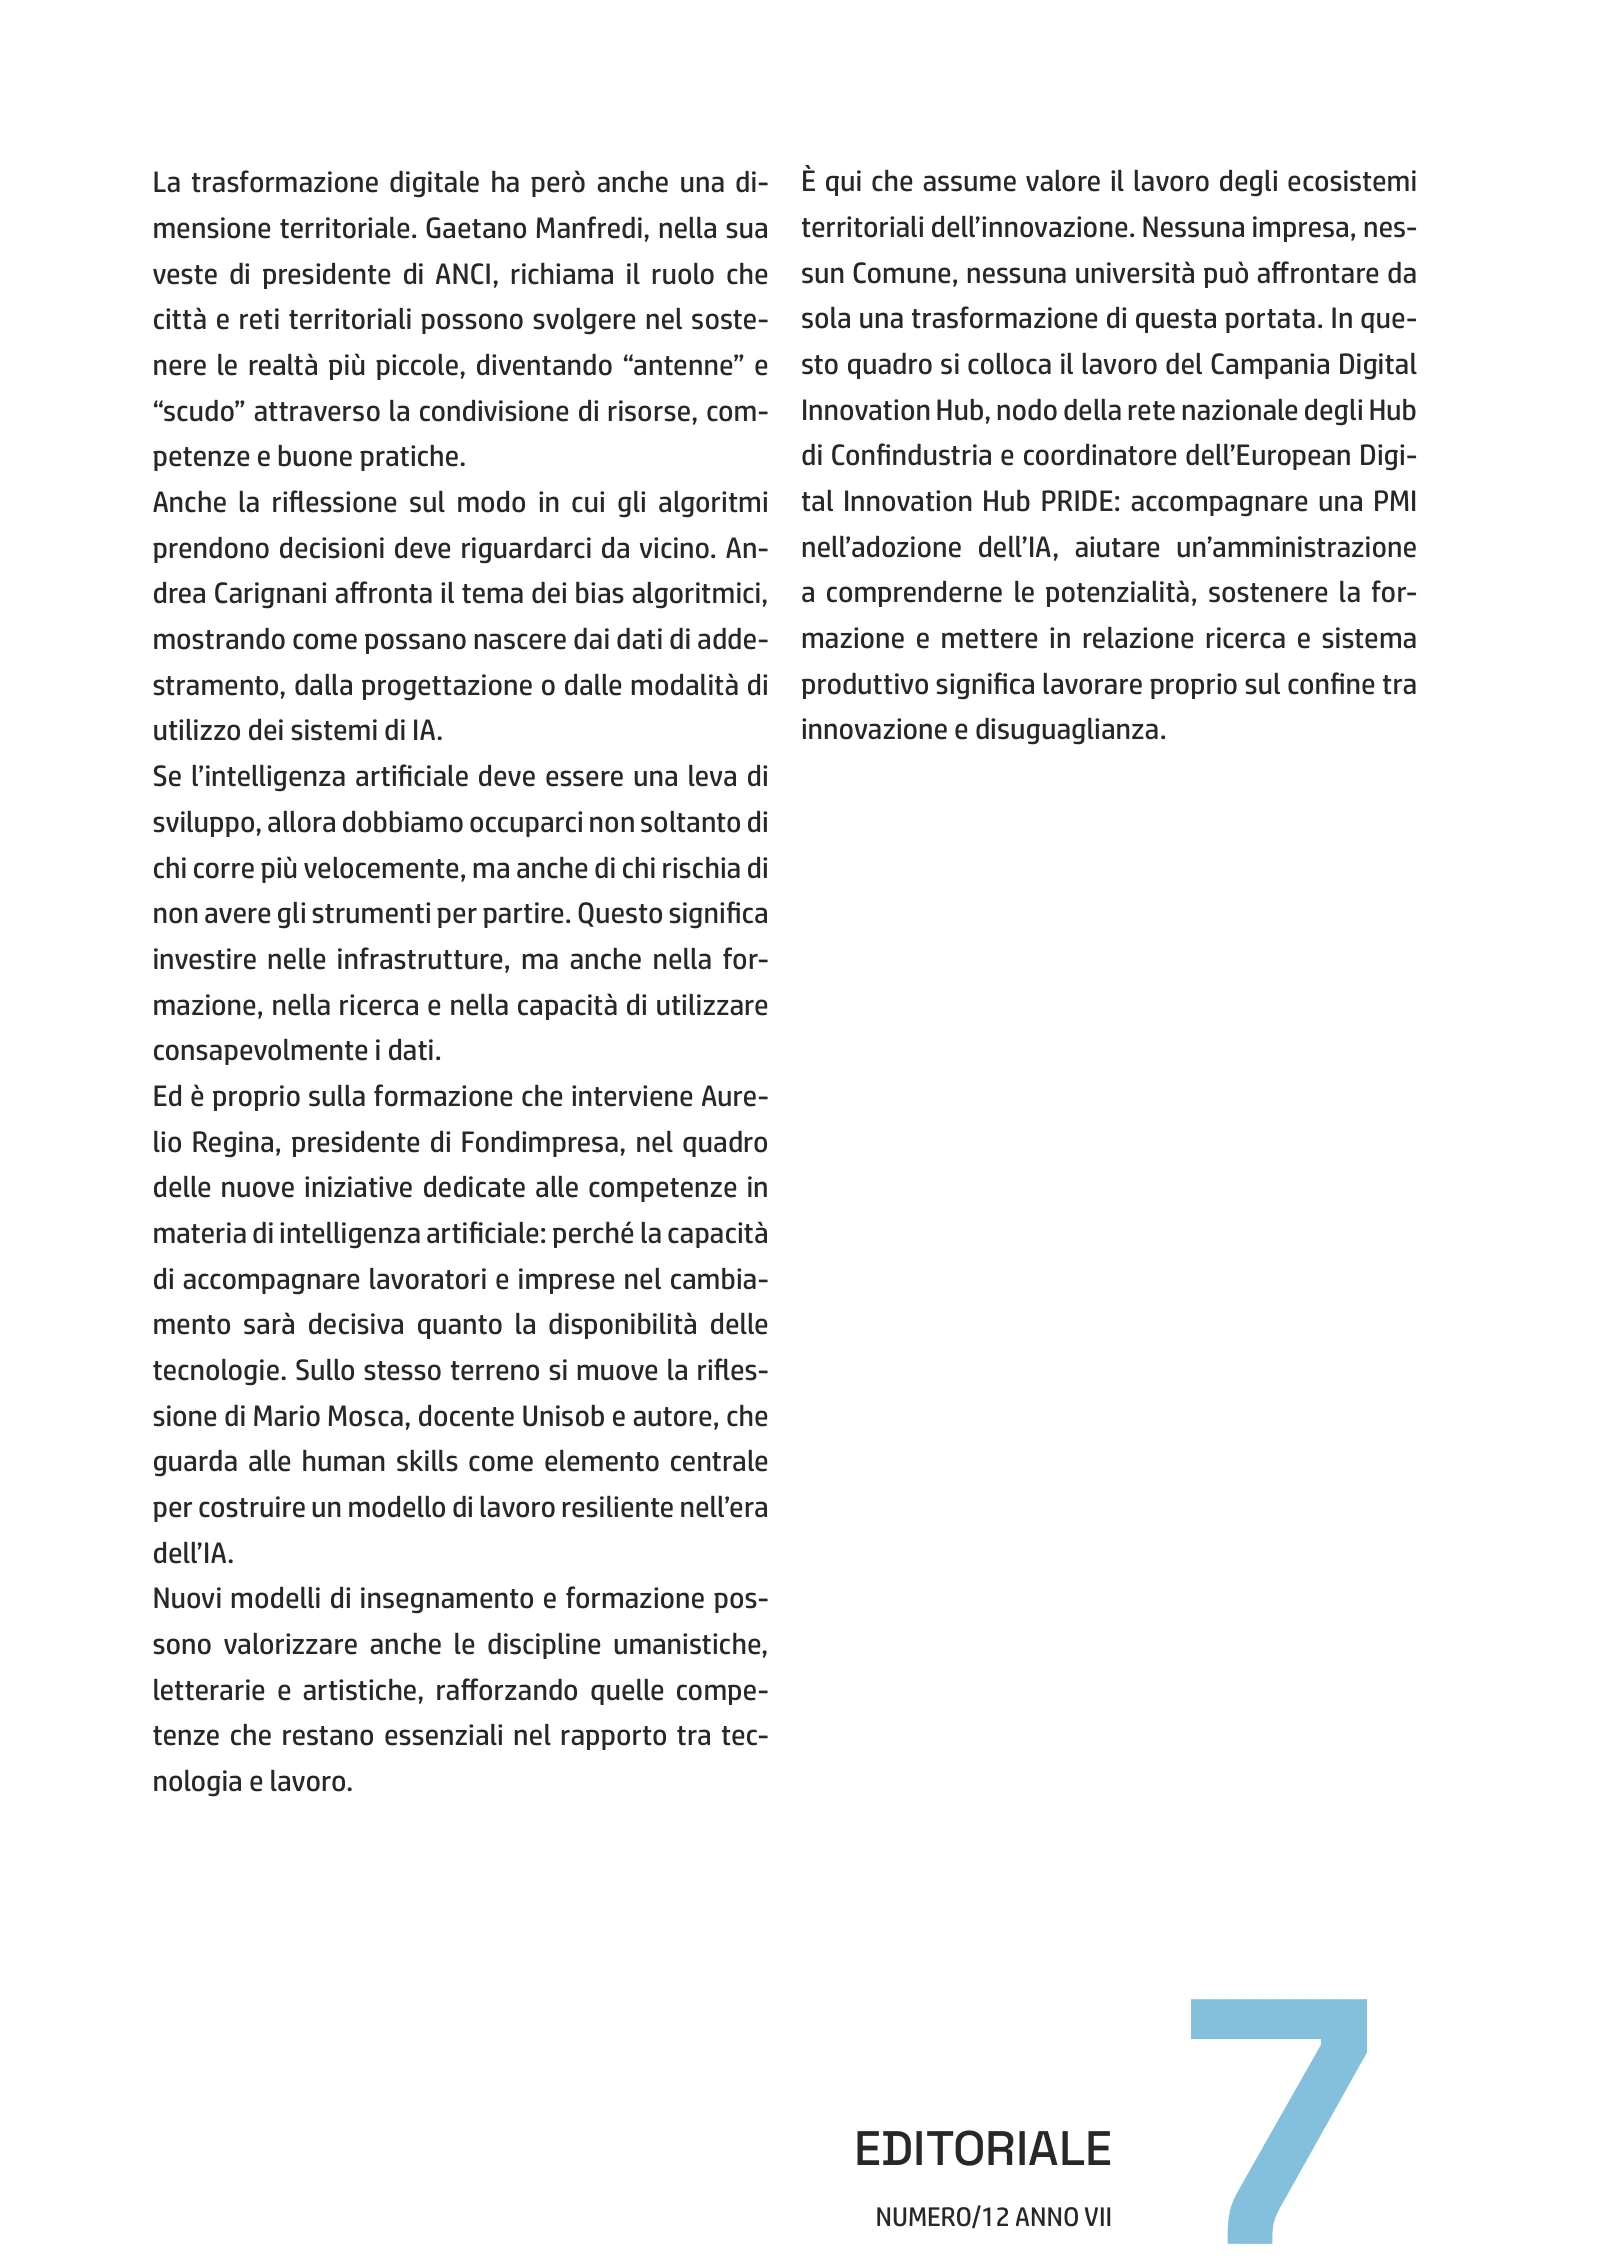 La trasformazione digitale ha però anche una di-
mensione territoriale. Gaetano Manfredi, nella sua
veste di presidente di ANCI, richiama il ruolo che
città e reti territoriali possono svolgere nel soste-
nere le realtà più piccole, diventando “antenne” e
“scudo” attraverso la condivisione di risorse, com-
petenze e buone pratiche.
Anche la riflessione sul modo in cui gli algoritmi
prendono decisioni deve riguardarci da vicino. An-
drea Carignani affronta il tema dei bias algoritmici,
mostrando come possano nascere dai dati di adde-
stramento, dalla progettazione o dalle modalità di
utilizzo dei sistemi di IA.
Se l’intelligenza artificiale deve essere una leva di
sviluppo, allora dobbiamo occuparci non soltanto di
chi corre più velocemente, ma anche di chi rischia di
non avere gli strumenti per partire. Questo significa
investire nelle infrastrutture, ma anche nella for-
mazione, nella ricerca e nella capacità di utilizzare
consapevolmente i dati.
Ed è proprio sulla formazione che interviene Aure-
lio Regina, presidente di Fondimpresa, nel quadro
delle nuove iniziative dedicate alle competenze in
materia di intelligenza artificiale: perché la capacità
di accompagnare lavoratori e imprese nel cambia-
mento sarà decisiva quanto la disponibilità delle
tecnologie. Sullo stesso terreno si muove la rifles-
sione di Mario Mosca, docente Unisob e autore, che
guarda alle human skills come elemento centrale
per costruire un modello di lavoro resiliente nell’era
dell’IA.
Nuovi modelli di insegnamento e formazione pos-
sono valorizzare anche le discipline umanistiche,
letterarie e artistiche, rafforzando quelle compe-
tenze che restano essenziali nel rapporto tra tec-
nologia e lavoro.
È qui che assume valore il lavoro degli ecosistemi
territoriali dell’innovazione. Nessuna impresa, nes-
sun Comune, nessuna università può affrontare da
sola una trasformazione di questa portata. In que-
sto quadro si colloca il lavoro del Campania Digital
Innovation Hub, nodo della rete nazionale degli Hub
di Confindustria e coordinatore dell’European Digi-
tal Innovation Hub PRIDE: accompagnare una PMI
nell’adozione dell’IA, aiutare un’amministrazione
a comprenderne le potenzialità, sostenere la for-
mazione e mettere in relazione ricerca e sistema
produttivo significa lavorare proprio sul confine tra
innovazione e disuguaglianza.
EDITORIALE
NUMERO/12 ANNO VII
7